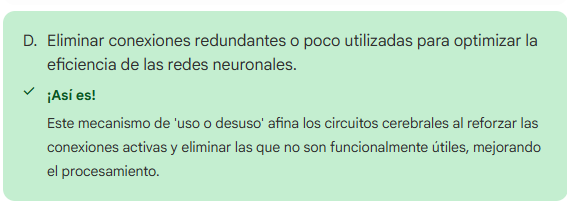 D. Eliminar conexiones redundantes o poco utilizadas para optimizar la
eficiencia de las redes neuronales.
¡Así es!
Este mecanismo de 'uso o desuso' afina los circuitos cerebrales al reforzar las
conexiones activas y eliminar las que no son funcionalmente útiles, mejorando
el procesamiento.